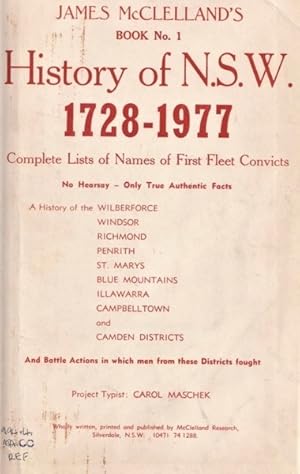 JAMES McCLELLAND'S
BOOK No. 1
History of N.S.W.
1728-1977
Complete Lists of Names of First Fleet Convicts
No Hearsay – Only True Authentic Facts
A History of the WILBERFORCE
WINDSOR
RICHMOND
PENRITH
ST. MARYS
BLUE MOUNTAINS
ILLAWARRA
CAMPBELLTOWN
and
CAMDEN DISTRICTS
And Battle Actions in which men from these Districts fought
Project Typist: CAROL MASCHEK
Wholly written, printed and published by McClelland Research,
Silverdale, N.S.W. (047) 74 1288.
REF